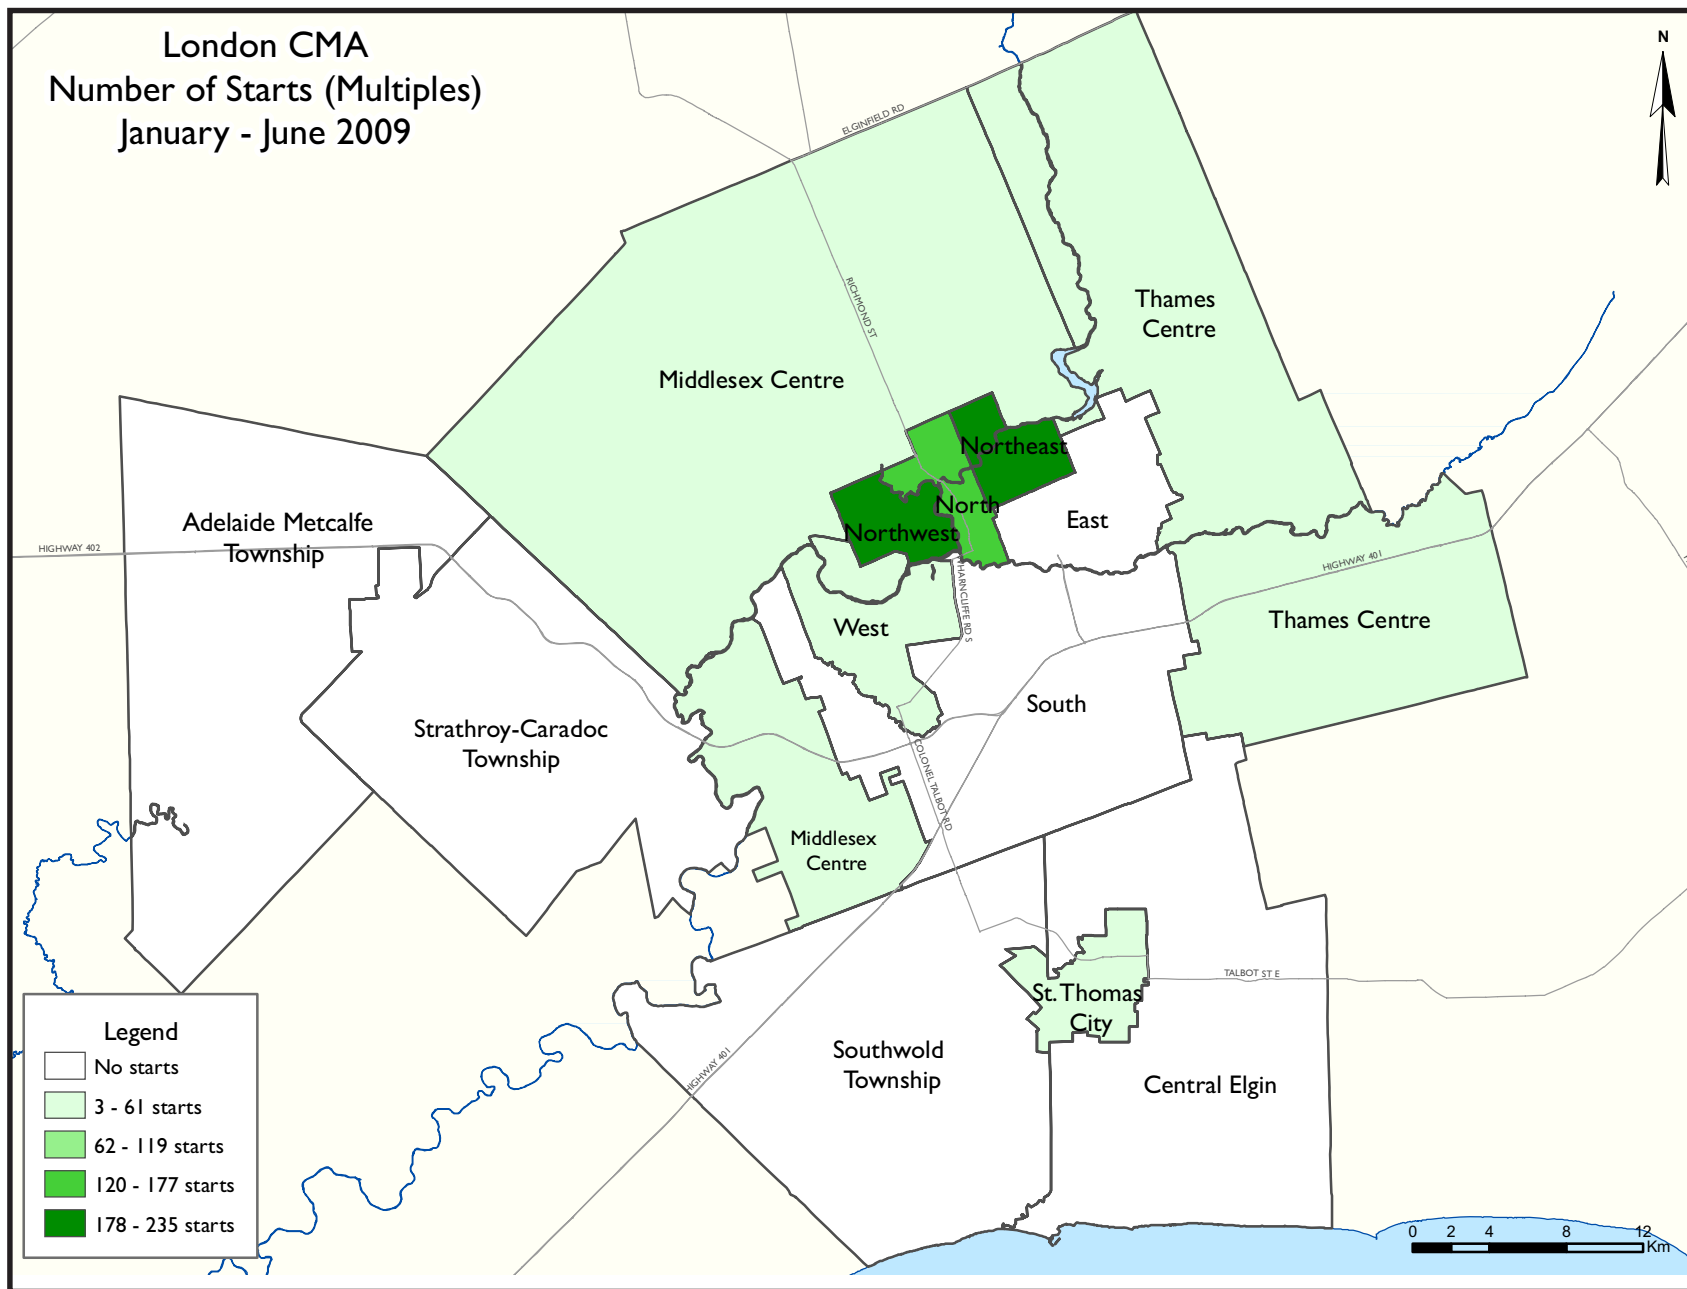 London CMA
Number of Starts (Multiples)
January - June 2009
N
ELGINFIELD RD
RICHMOND ST
Thames
Centre
Middlesex Centre
Northeast
North
Northwest
East
Adelaide Metcalfe
Township
HIGHWAY 402
HIGHWAY 401
Thames Centre
West
South
Strathroy-Caradoc
Township
COLONEL TALBOT RD
Middlesex
Centre
TALBOT ST E
St. Thomas
City
Southwold
Township
Central Elgin
HIGHWAY 401
Legend
No starts
3 - 61 starts
62 - 119 starts
120 - 177 starts
178 - 235 starts
0 2 4 8 12
Km